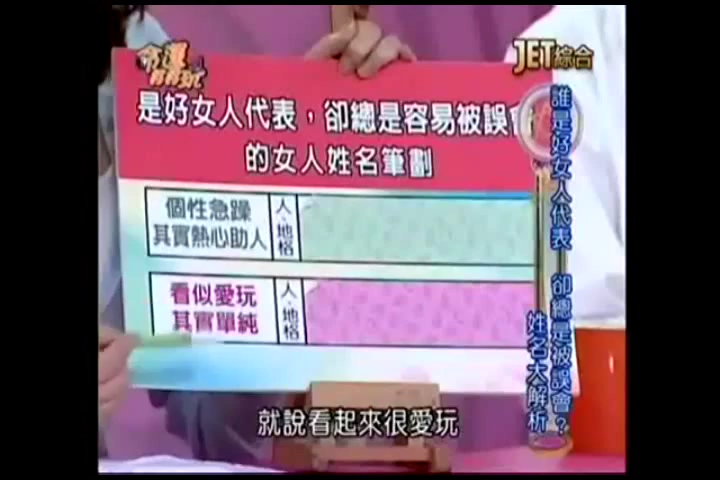 命運好好玩
JET綜合
是好女人代表，卻總是容易被誤會
的女人姓名筆劃
個性急躁
其實熱心助人
人、地格
看似愛玩
其實單純
人、地格
誰是好女人代表 卻總是被誤會？
姓名大解析
就說看起來很愛玩